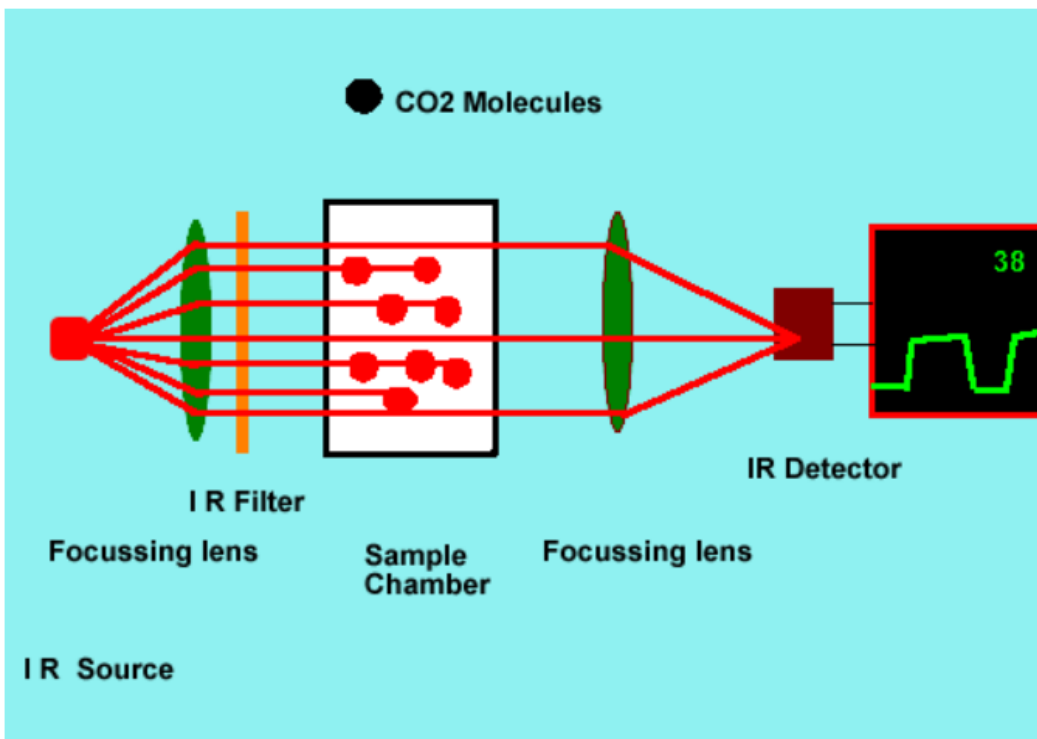 CO2 Molecules
38
IR Detector
I R Filter
Focussing lens
Sample
Chamber
Focussing lens
I R  Source